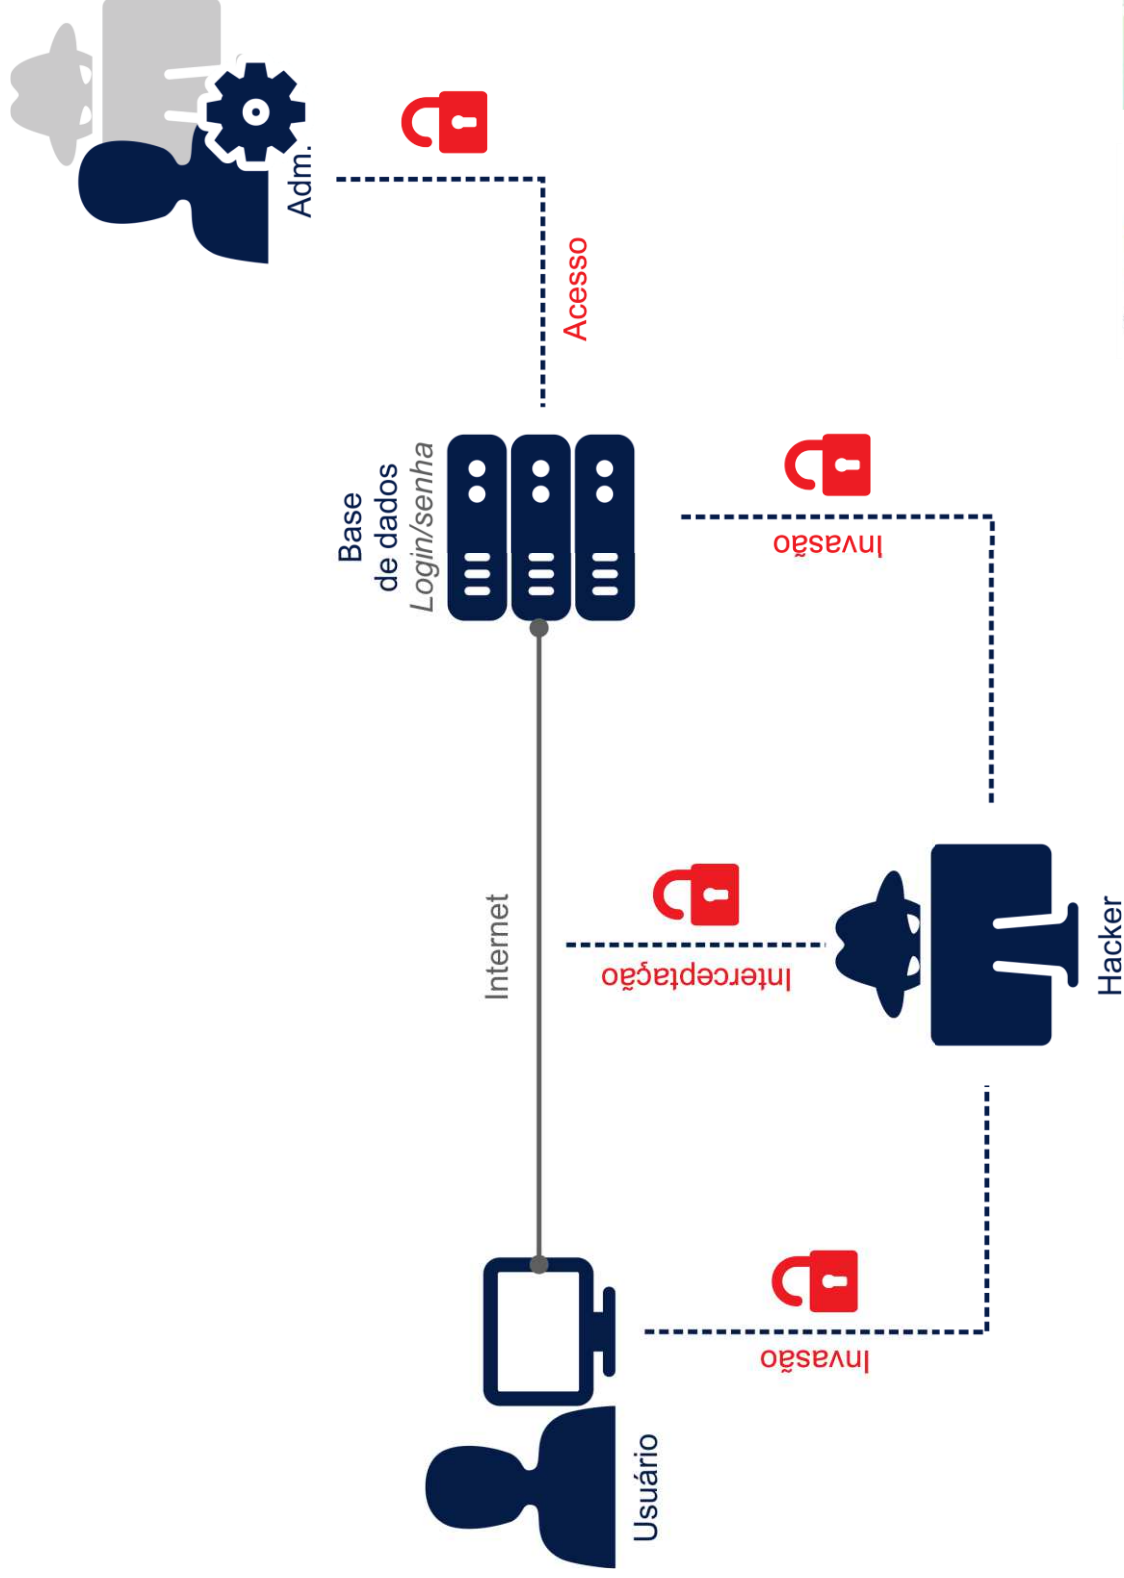 Adm.
Acesso
Base
de dados
Login/senha
Invasão
Internet
Interceptação
Hacker
Invasão
Usuário